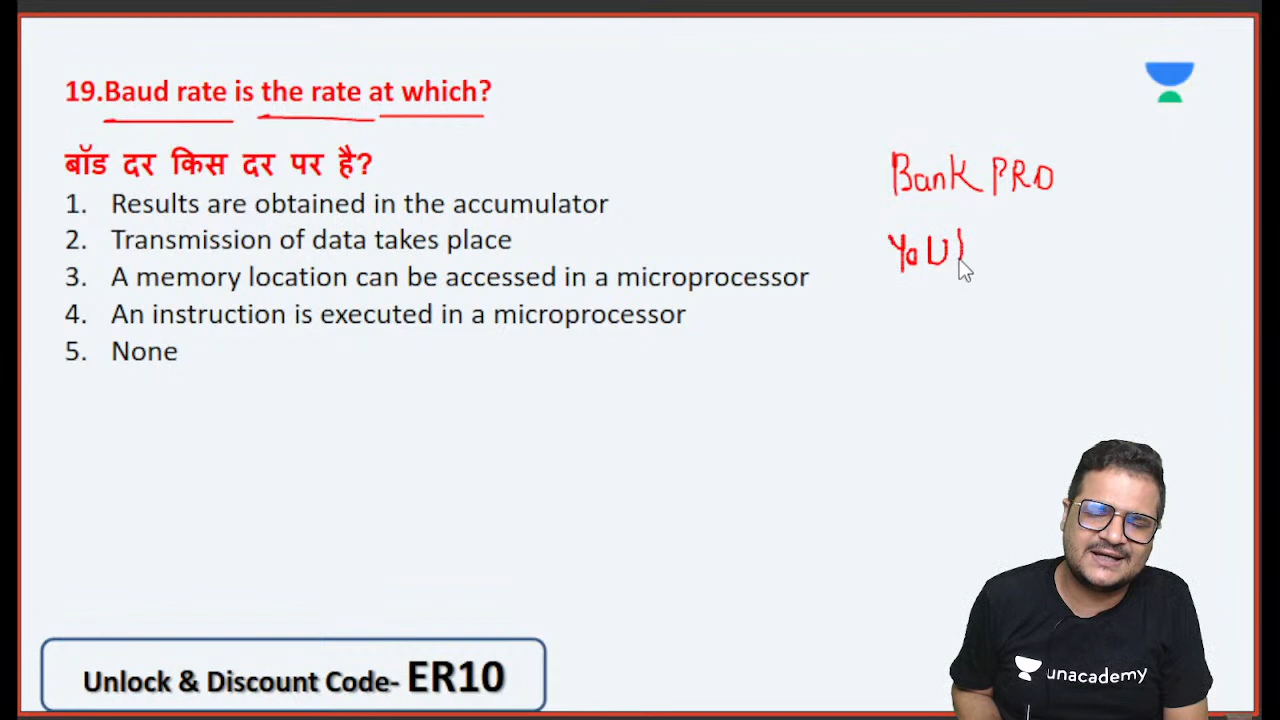 19.Baud rate is the rate at which?
बॉड दर किस दर पर है?
1. Results are obtained in the accumulator
2. Transmission of data takes place
3. A memory location can be accessed in a microprocessor
4. An instruction is executed in a microprocessor
5. None
Bank PRO
YoU
Unlock & Discount Code- ER10
unacademy